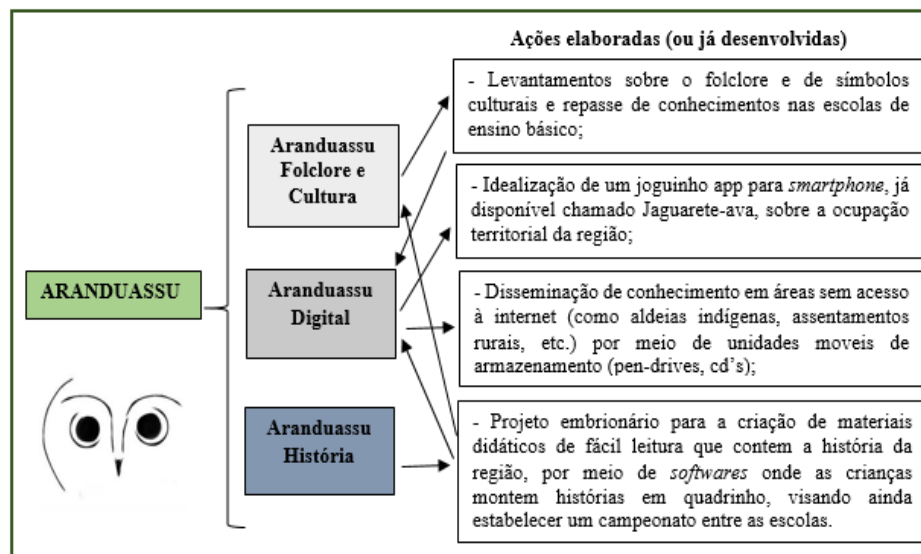 Ações elaboradas (ou já desenvolvidas)
- Levantamentos sobre o folclore e de símbolos
culturais e repasse de conhecimentos nas escolas de
ensino básico;
Aranduassu
Folclore e
Cultura
- Idealização de um joguinho app para smartphone, já
disponível chamado Jaguarete-ava, sobre a ocupação
territorial da região;
ARANDUASSU
Aranduassu
Digital
- Disseminação de conhecimento em áreas sem acesso
à internet (como aldeias indígenas, assentamentos
rurais, etc.) por meio de unidades moveis de
armazenamento (pen-drives, cd’s);
Aranduassu
História
- Projeto embrionário para a criação de materiais
didáticos de fácil leitura que contem a história da
região, por meio de softwares onde as crianças
montem histórias em quadrinho, visando ainda
estabelecer um campeonato entre as escolas.